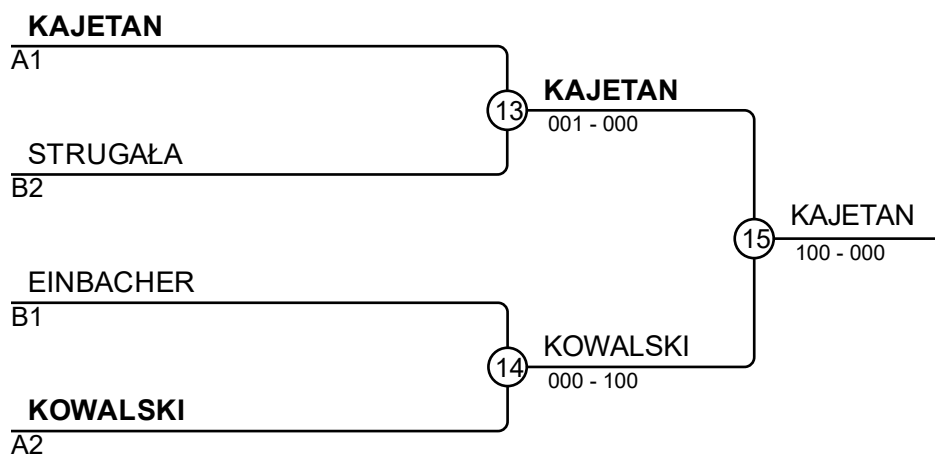 KAJETAN
A1
13
KAJETAN
001 - 000
STRUGAŁA
B2
15
KAJETAN
100 - 000
EINBACHER
B1
14
KOWALSKI
000 - 100
KOWALSKI
A2